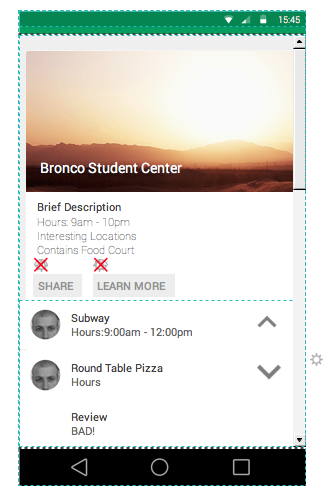 15:45
Bronco Student Center
Brief Description
Hours: 9am - 10pm
Interesting Locations
Contains Food Court
SHARE LEARN MORE
Subway
Hours:9:00am - 12:00pm
Round Table Pizza
Hours
Review
BAD!